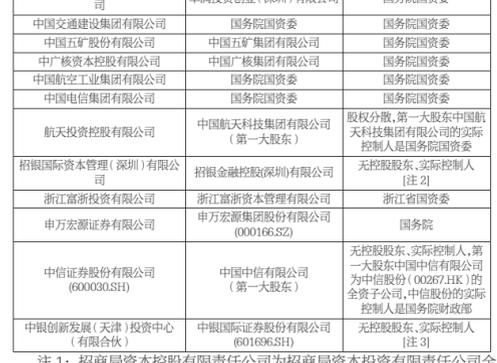 司
国务院国资委
中国交通建设集团有限公司 国务院国资委 国务院国资委
中国五矿股份有限公司 中国五矿集团有限公司 国务院国资委
中广核资本控股有限公司 中国广核集团有限公司 国务院国资委
中国航空工业集团有限公司 国务院国资委 国务院国资委
中国电信集团有限公司 国务院国资委 国务院国资委
航天投资控股有限公司
中国航天科技集团有限公司
（第一大股东）
股权分散，第一大股东中国航
天科技集团有限公司的实际
控制人是国务院国资委
招银国际资本管理（深圳）有限公
司
招银金融控股(深圳)有限公司
无控股股东、实际控制人
[注 2]
浙江富浙投资有限公司 浙江富浙资本管理有限公司 浙江省国资委
申万宏源证券有限公司
申万宏源集团股份有限公司
(000166.SZ)
国务院
中信证券股份有限公司
(600030.SH)
中国中信有限公司
（第一大股东）
无控股股东、实际控制人，第
一大股东中国中信有限公司
为中信股份（00267.HK）的
全资子公司，中信股份的实际
控制人是国务院财政部
中银创新发展（天津）投资中心
（有限合伙）
中银国际证券股份有限公司
(601696.SH)
无控股股东、实际控制人
[注 3]
注 1：招商局资本控股有限责任公司为招商局资本投资有限责任公司全